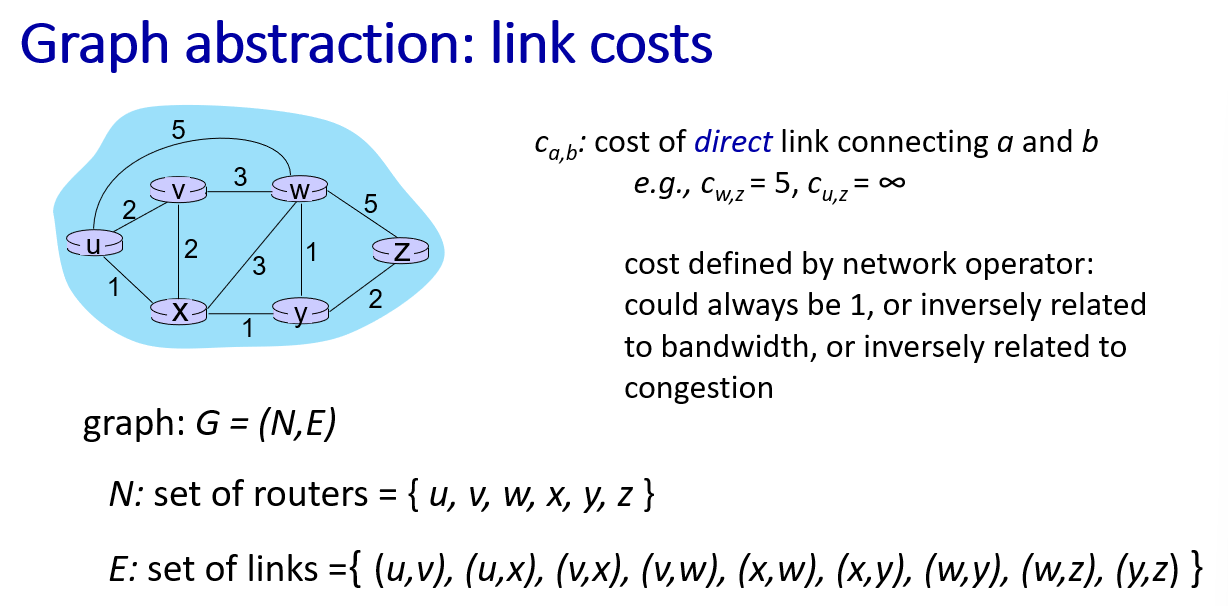 Graph abstraction: link costs
5
v
3
w
2
5
u
2
3
1
z
1
x
1
y
2
c_{a,b}: cost of direct link connecting a and b
e.g., c_{w,z} = 5, c_{u,z} = ∞
cost defined by network operator:
could always be 1, or inversely related
to bandwidth, or inversely related to
congestion
graph: G = (N,E)
N: set of routers = { u, v, w, x, y, z }
E: set of links ={ (u,v), (u,x), (v,x), (v,w), (x,w), (x,y), (w,y), (w,z), (y,z) }